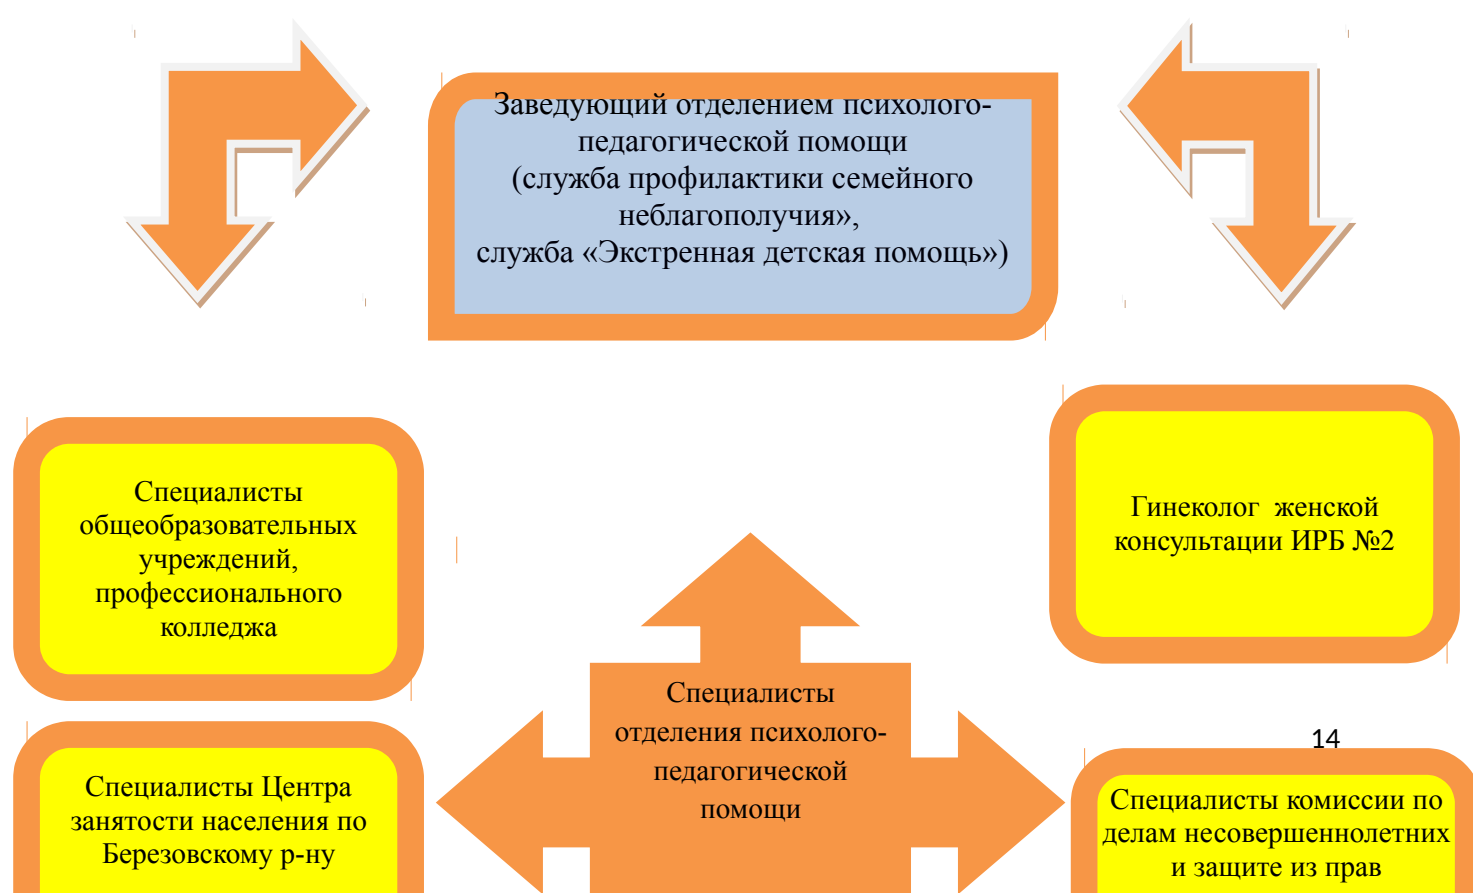 Заведующий отделением психолого-
педагогической помощи
(служба профилактики семейного
неблагополучия»,
служба «Экстренная детская помощь»)
Специалисты
общеобразовательных
учреждений,
профессионального
колледжа
Гинеколог  женской
консультации ИРБ №2
Специалисты
отделения психолого-
педагогической
помощи
14
Специалисты Центра
занятости населения по
Березовскому р-ну
Специалисты комиссии по
делам несовершеннолетних
и защите из прав